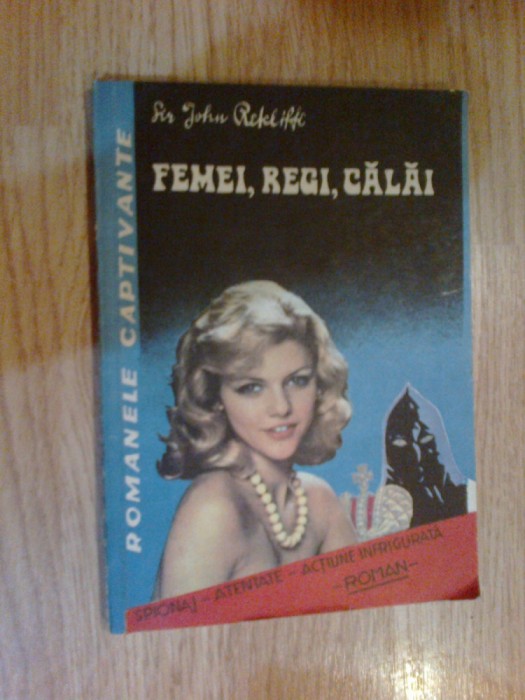 Sir John Retcliffe
FEMEI, REGI, CĂLĂI
ROMANELE CAPTIVANTE
SPIONAJ - ATENTATE - ACȚIUNE ÎNFRIGURATĂ
-ROMAN-